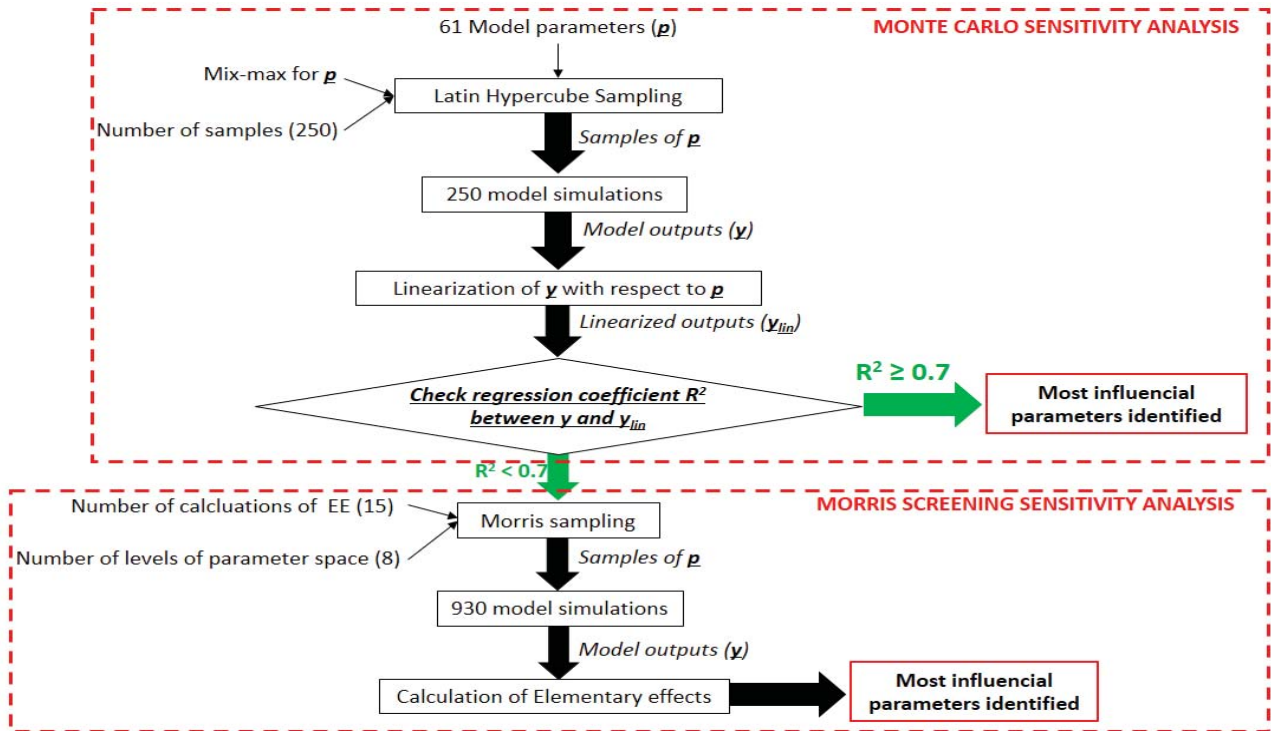 MONTE CARLO SENSITIVITY ANALYSIS
61 Model parameters (p)
Mix-max for p
Latin Hypercube Sampling
Number of samples (250)
Samples of p
250 model simulations
Model outputs (y)
Linearization of y with respect to p
Linearized outputs (ylin)
Check regression coefficient R²
between y and ylin
R² ≥ 0.7
Most influencial
parameters identified
R² < 0.7
MORRIS SCREENING SENSITIVITY ANALYSIS
Number of calcluations of EE (15)
Morris sampling
Number of levels of parameter space (8)
Samples of p
930 model simulations
Model outputs (y)
Calculation of Elementary effects
Most influencial
parameters identified